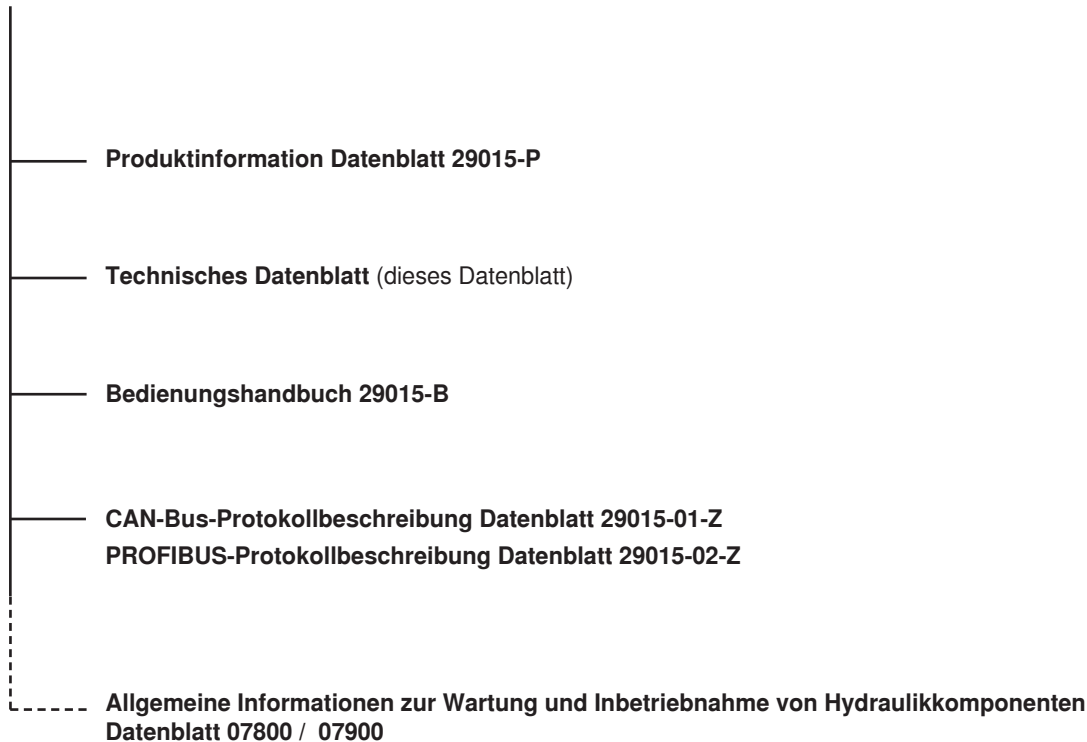 Produktinformation Datenblatt 29015-P
Technisches Datenblatt (dieses Datenblatt)
Bedienungshandbuch 29015-B
CAN-Bus-Protokollbeschreibung Datenblatt 29015-01-Z
PROFIBUS-Protokollbeschreibung Datenblatt 29015-02-Z
Allgemeine Informationen zur Wartung und Inbetriebnahme von Hydraulikkomponenten
Datenblatt 07800 / 07900